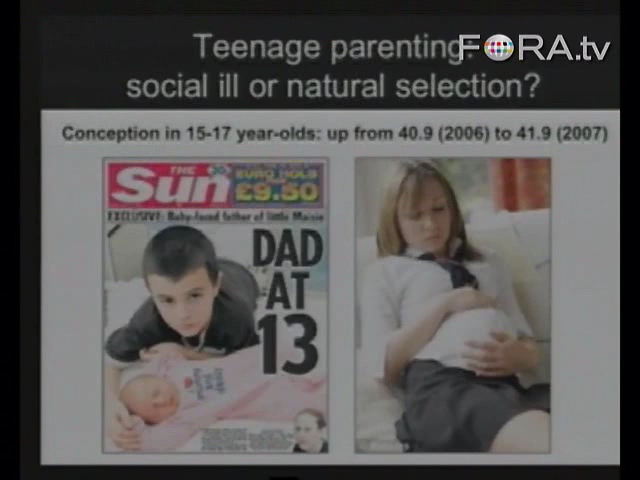 Teenage parenting:
FORA.tv
social ill or natural selection?
Conception in 15-17 year-olds: up from 40.9 (2006) to 41.9 (2007)
THE
Sun
EURO HOLS
£9.50
EXCLUSIVE: Baby-faced father of little Maisie
DAD
AT
13